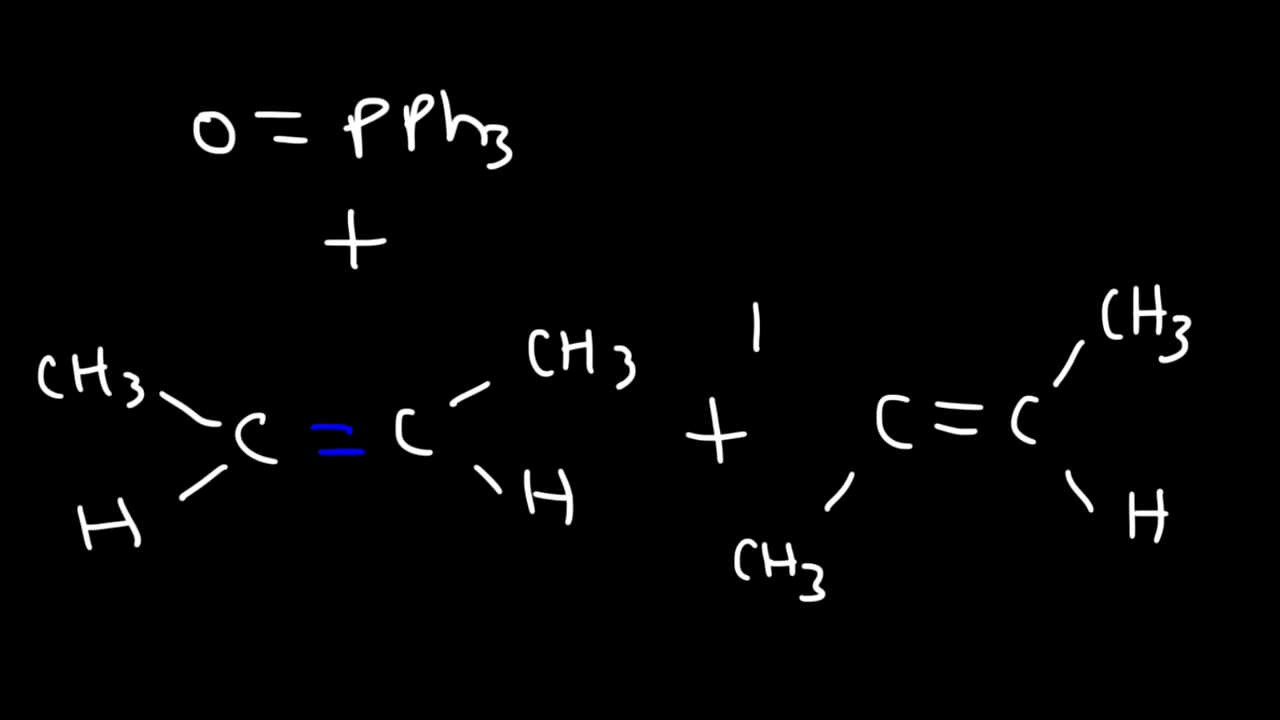 O = PPh3
+
CH3 CH3 CH3
C = C + C = C
H H H
CH3